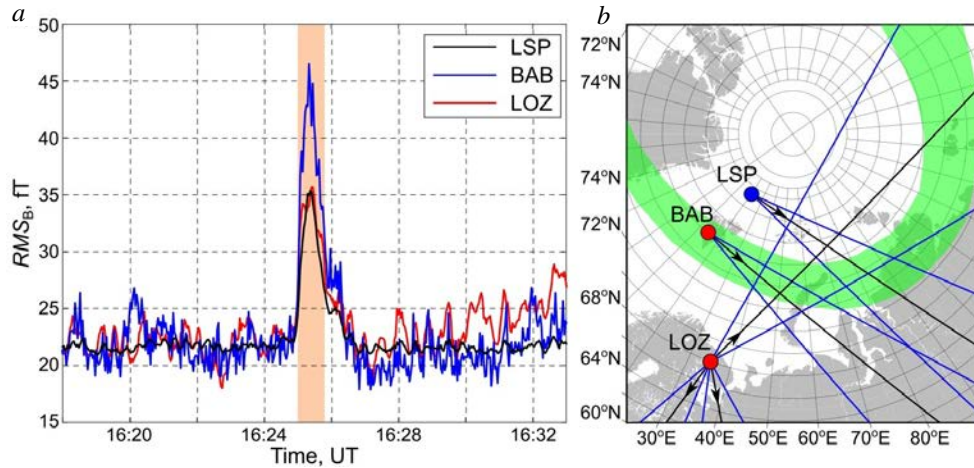 a
50
45
40
35
30
25
20
15
RMS_B, fT
16:20
16:24
16:28
16:32
Time, UT
LSP
BAB
LOZ
b
72°N
74°N
74°N
72°N
68°N
64°N
60°N
30°E
40°E
50°E
60°E
70°E
80°E
LSP
BAB
LOZ